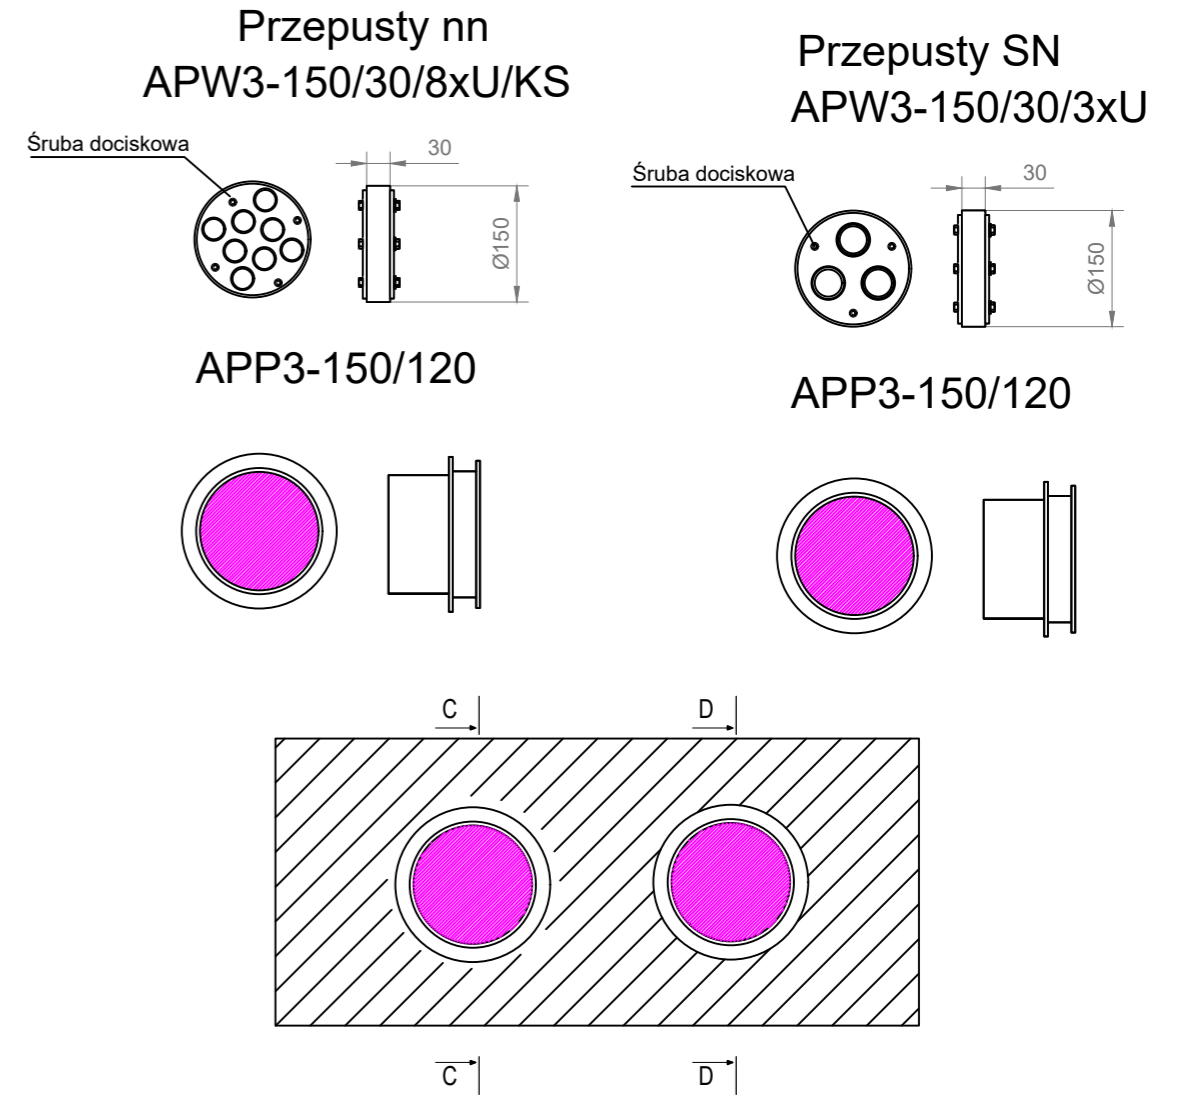 Przepusty nn
APW3-150/30/8xU/KS
Śruba dociskowa
30
Ø150
APP3-150/120
Przepusty SN
APW3-150/30/3xU
Śruba dociskowa
30
Ø150
APP3-150/120
C
D
C
D